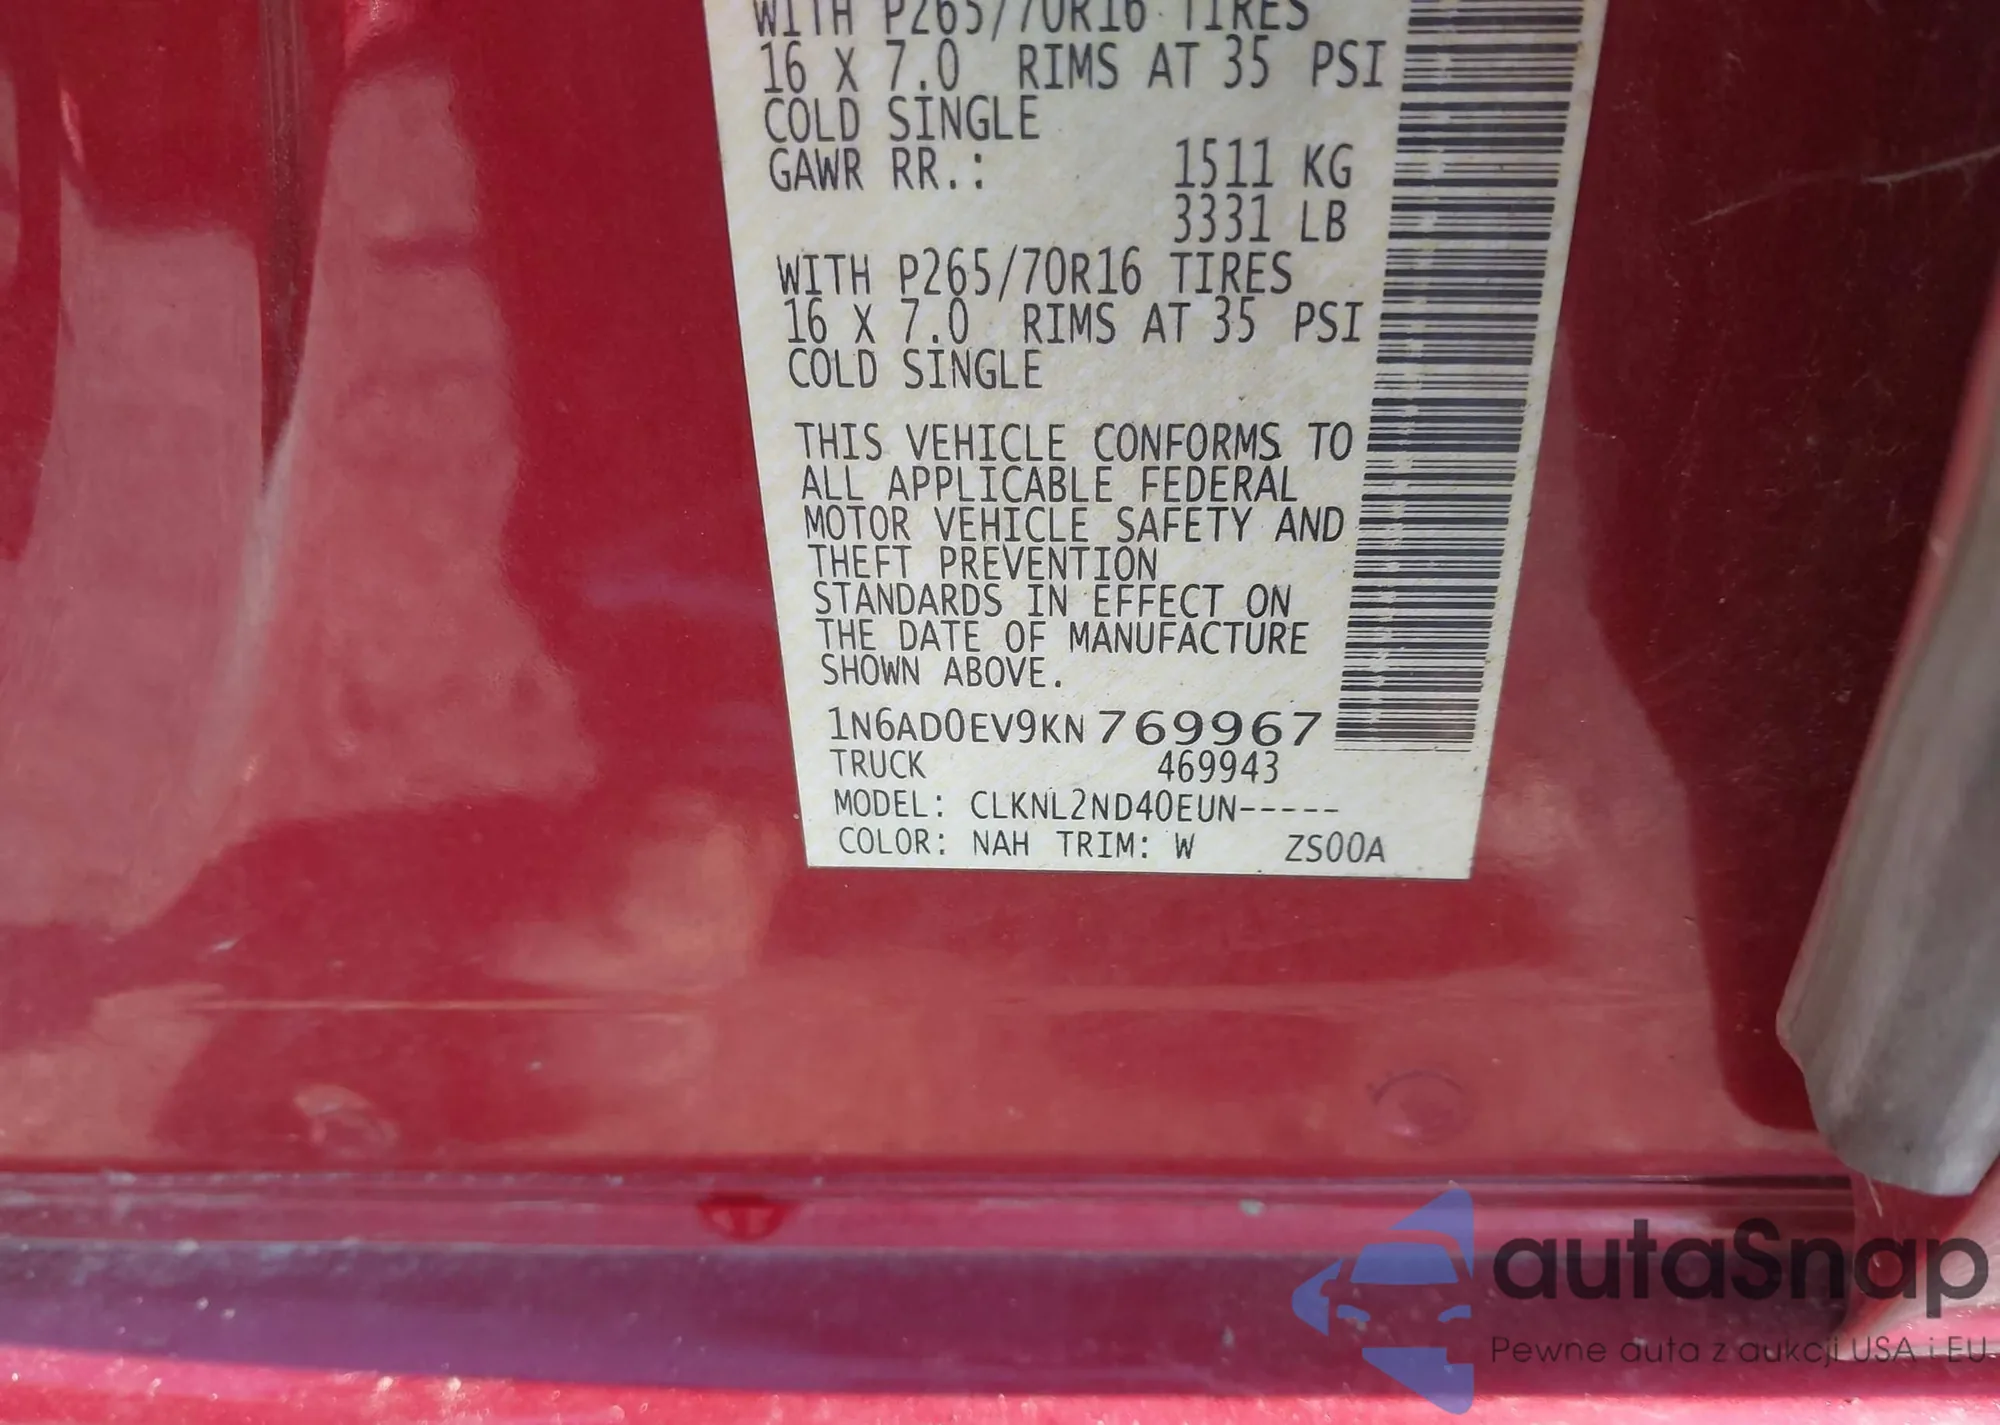 WITH P265/70R16 TIRES
16 X 7.0 RIMS AT 35 PSI
COLD SINGLE
GAWR RR.: 1511 KG
3331 LB
WITH P265/70R16 TIRES
16 X 7.0 RIMS AT 35 PSI
COLD SINGLE
THIS VEHICLE CONFORMS TO
ALL APPLICABLE FEDERAL
MOTOR VEHICLE SAFETY AND
THEFT PREVENTION
STANDARDS IN EFFECT ON
THE DATE OF MANUFACTURE
SHOWN ABOVE.
1N6AD0EV9KN769967
TRUCK 469943
MODEL: CLKNL2ND40EUN-----
COLOR: NAH TRIM: W ZS00A
autaSnap
Pewne auta z aukcji USA i EU